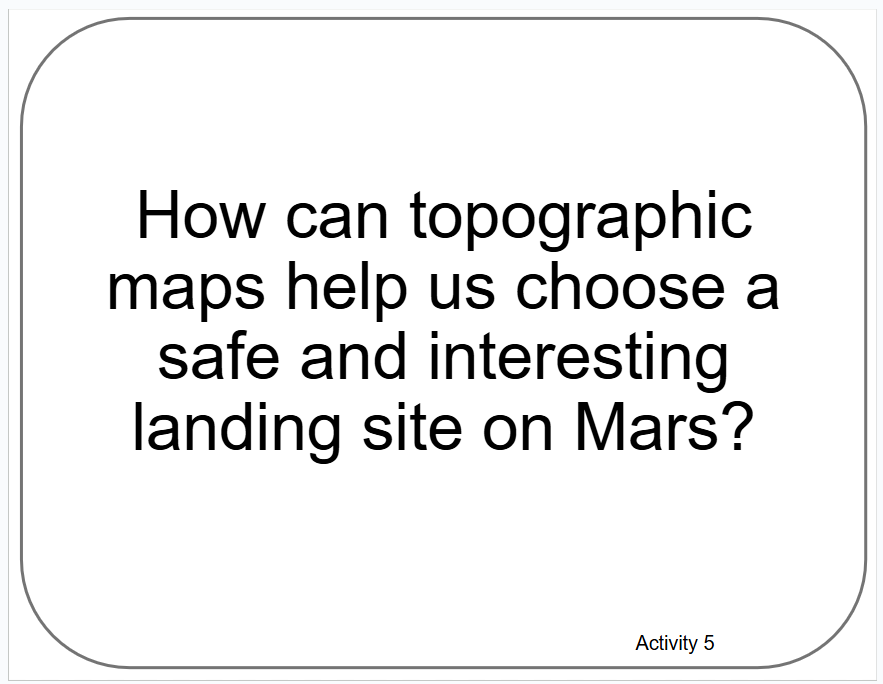 How can topographic
maps help us choose a
safe and interesting
landing site on Mars?
Activity 5